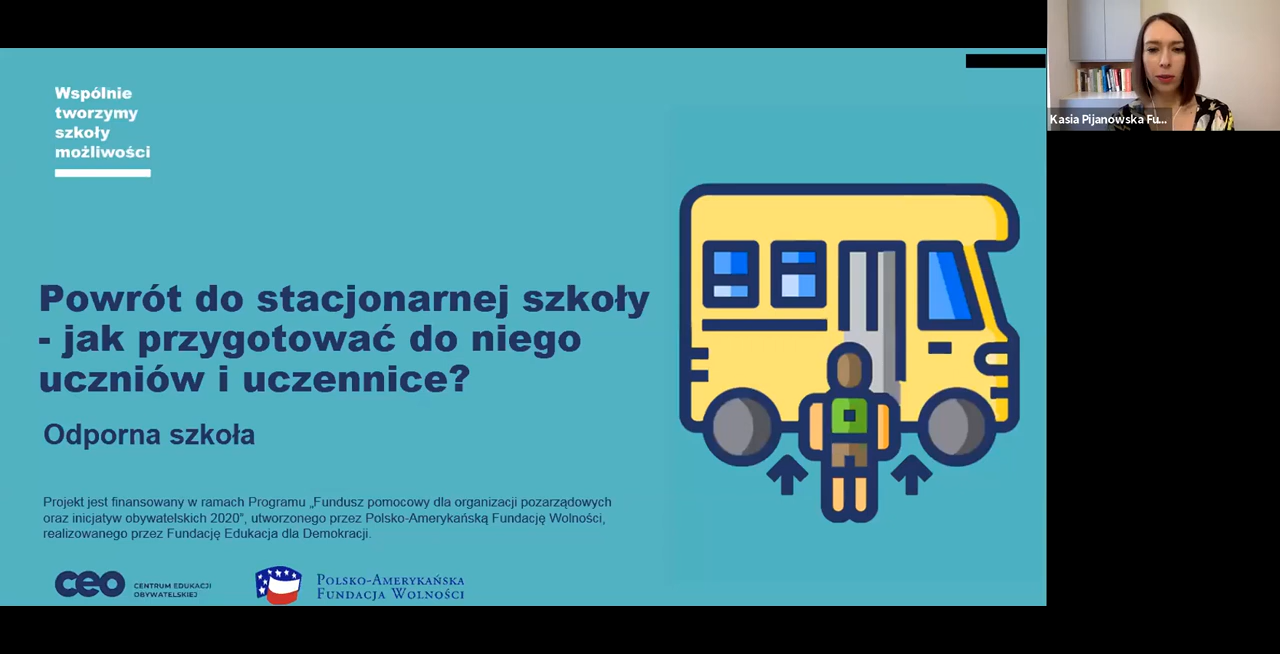 Wspólnie
tworzymy
szkoły
możliwości
Powrót do stacjonarnej szkoły
- jak przygotować do niego
uczniów i uczennice?
Odporna szkoła
Projekt jest finansowany w ramach Programu „Fundusz pomocowy dla organizacji pozarządowych
oraz inicjatyw obywatelskich 2020”, utworzonego przez Polsko-Amerykańską Fundację Wolności,
realizowanego przez Fundację Edukacja dla Demokracji.
CEO
CENTRUM EDUKACJI
OBYWATELSKIEJ
POLSKO-AMERYKAŃSKA
FUNDACJA WOLNOŚCI
Kasia Pijanowska Fu...